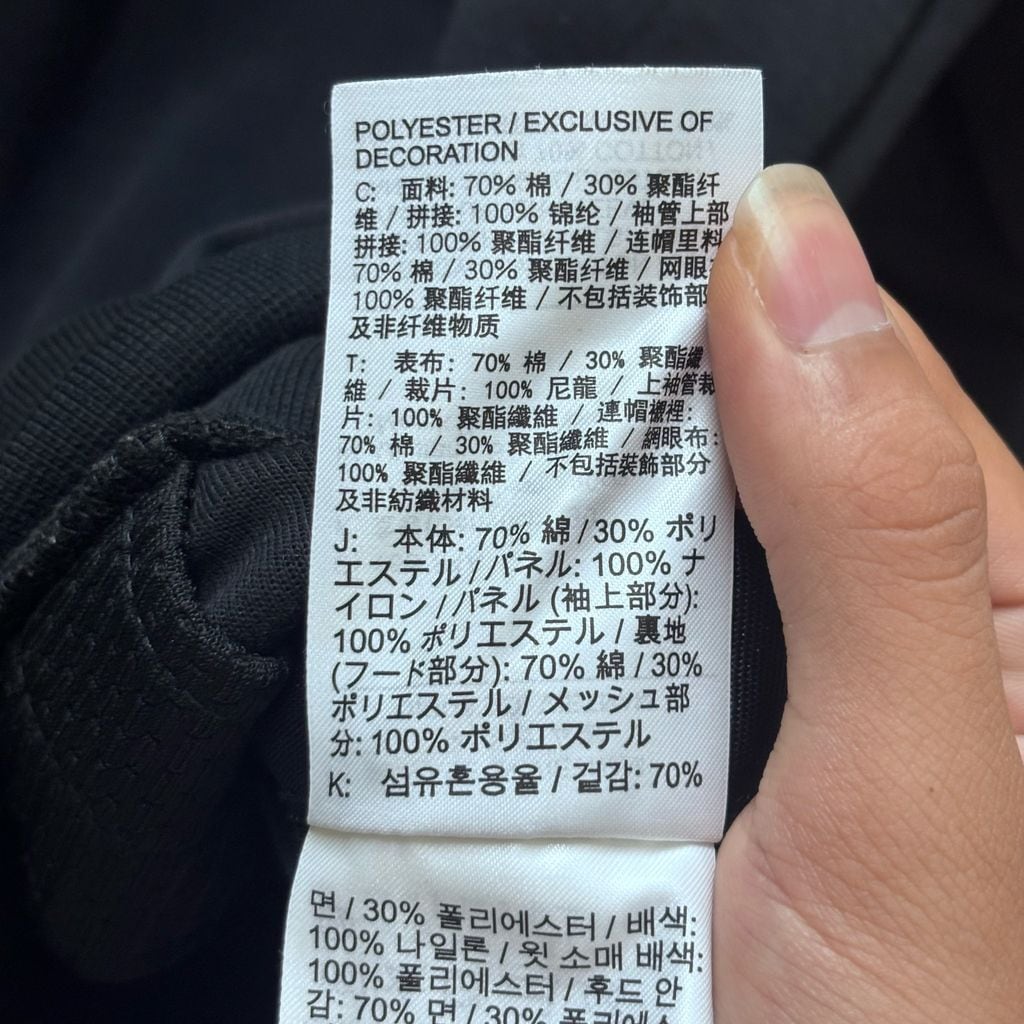 POLYESTER / EXCLUSIVE OF
DECORATION
C: 面料: 70% 棉 / 30% 聚酯纤
维 / 拼接: 100% 锦纶 / 袖管上部
拼接: 100% 聚酯纤维 / 连帽里料
70% 棉 / 30% 聚酯纤维 / 网眼
100% 聚酯纤维 / 不包括装饰部
及非纤维物质
T: 表布: 70% 棉 / 30% 聚酯纖
維 / 裁片: 100% 尼龍 / 上袖管裁
片: 100% 聚酯纖維 / 連帽襯裡:
70% 棉 / 30% 聚酯纖維 / 網眼布:
100% 聚酯纖維 / 不包括裝飾部分
及非紡織材料
J: 本体: 70% 綿 / 30% ポリ
エステル / パネル: 100% ナ
イロン / パネル (袖上部分):
100% ポリエステル / 裏地
(フード部分): 70% 綿 / 30%
ポリエステル / メッシュ部
分: 100% ポリエステル
K: 섬유혼용율 / 겉감: 70%
면 / 30% 폴리에스터 / 배색:
100% 나일론 / 윗 소매 배색:
100% 폴리에스터 / 후드 안
감: 70% 면 / 30% 폴리에스